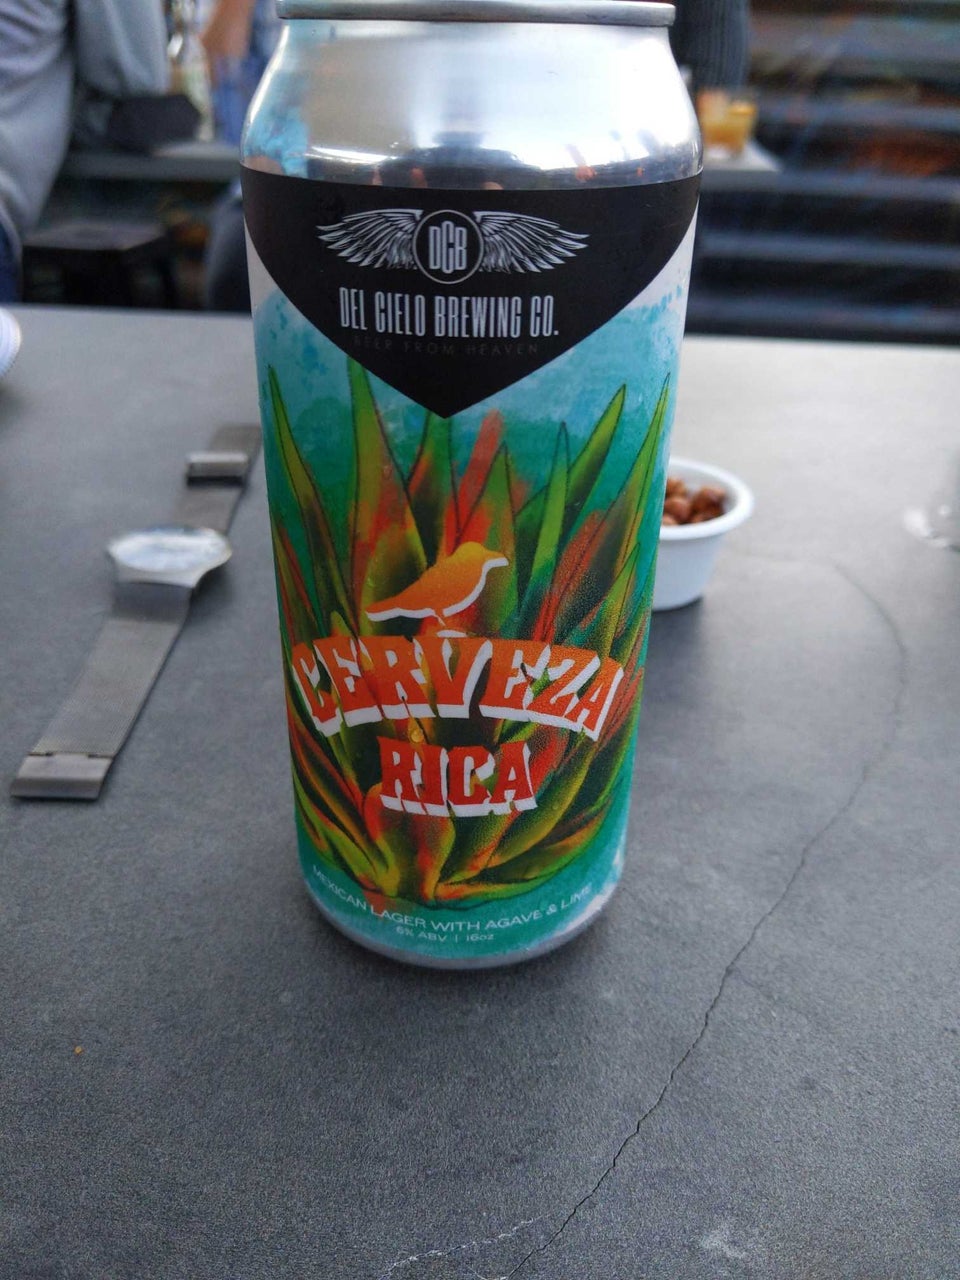 DCB
DEL CIELO BREWING CO.
BEER FROM HEAVEN
CERVEZA
RICA
MEXICAN LAGER WITH AGAVE & LIME
6% ABV | 16oz